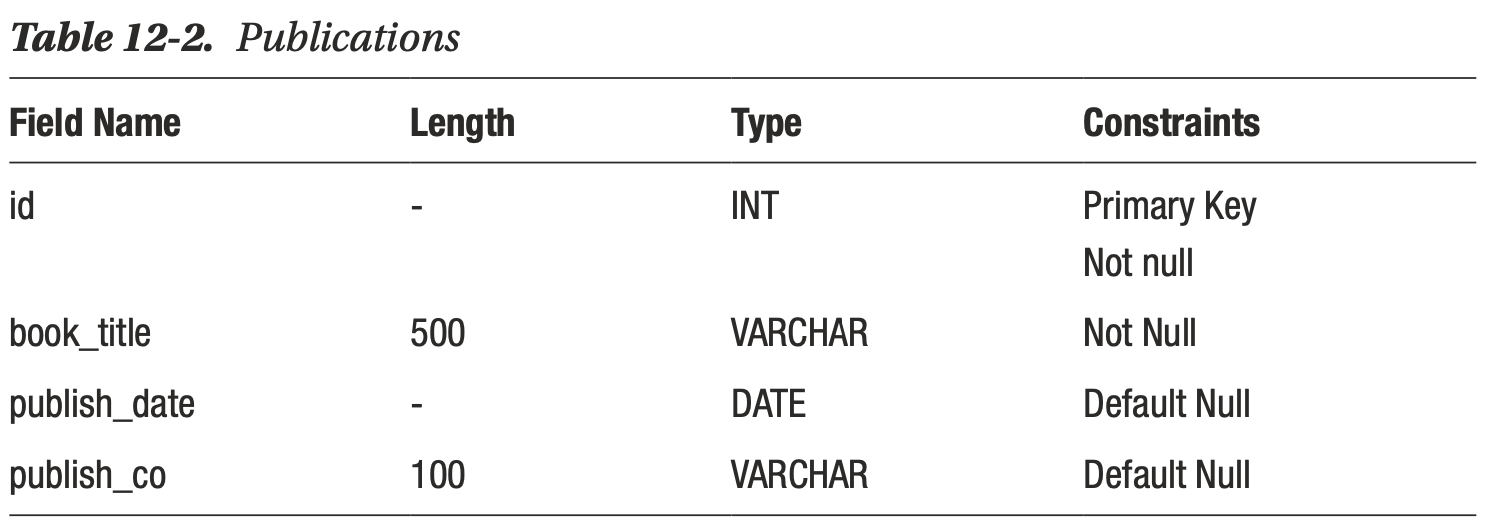 Table 12-2. Publications
Field Name Length Type Constraints
id - INT Primary Key
Not null
book_title 500 VARCHAR Not Null
publish_date - DATE Default Null
publish_co 100 VARCHAR Default Null